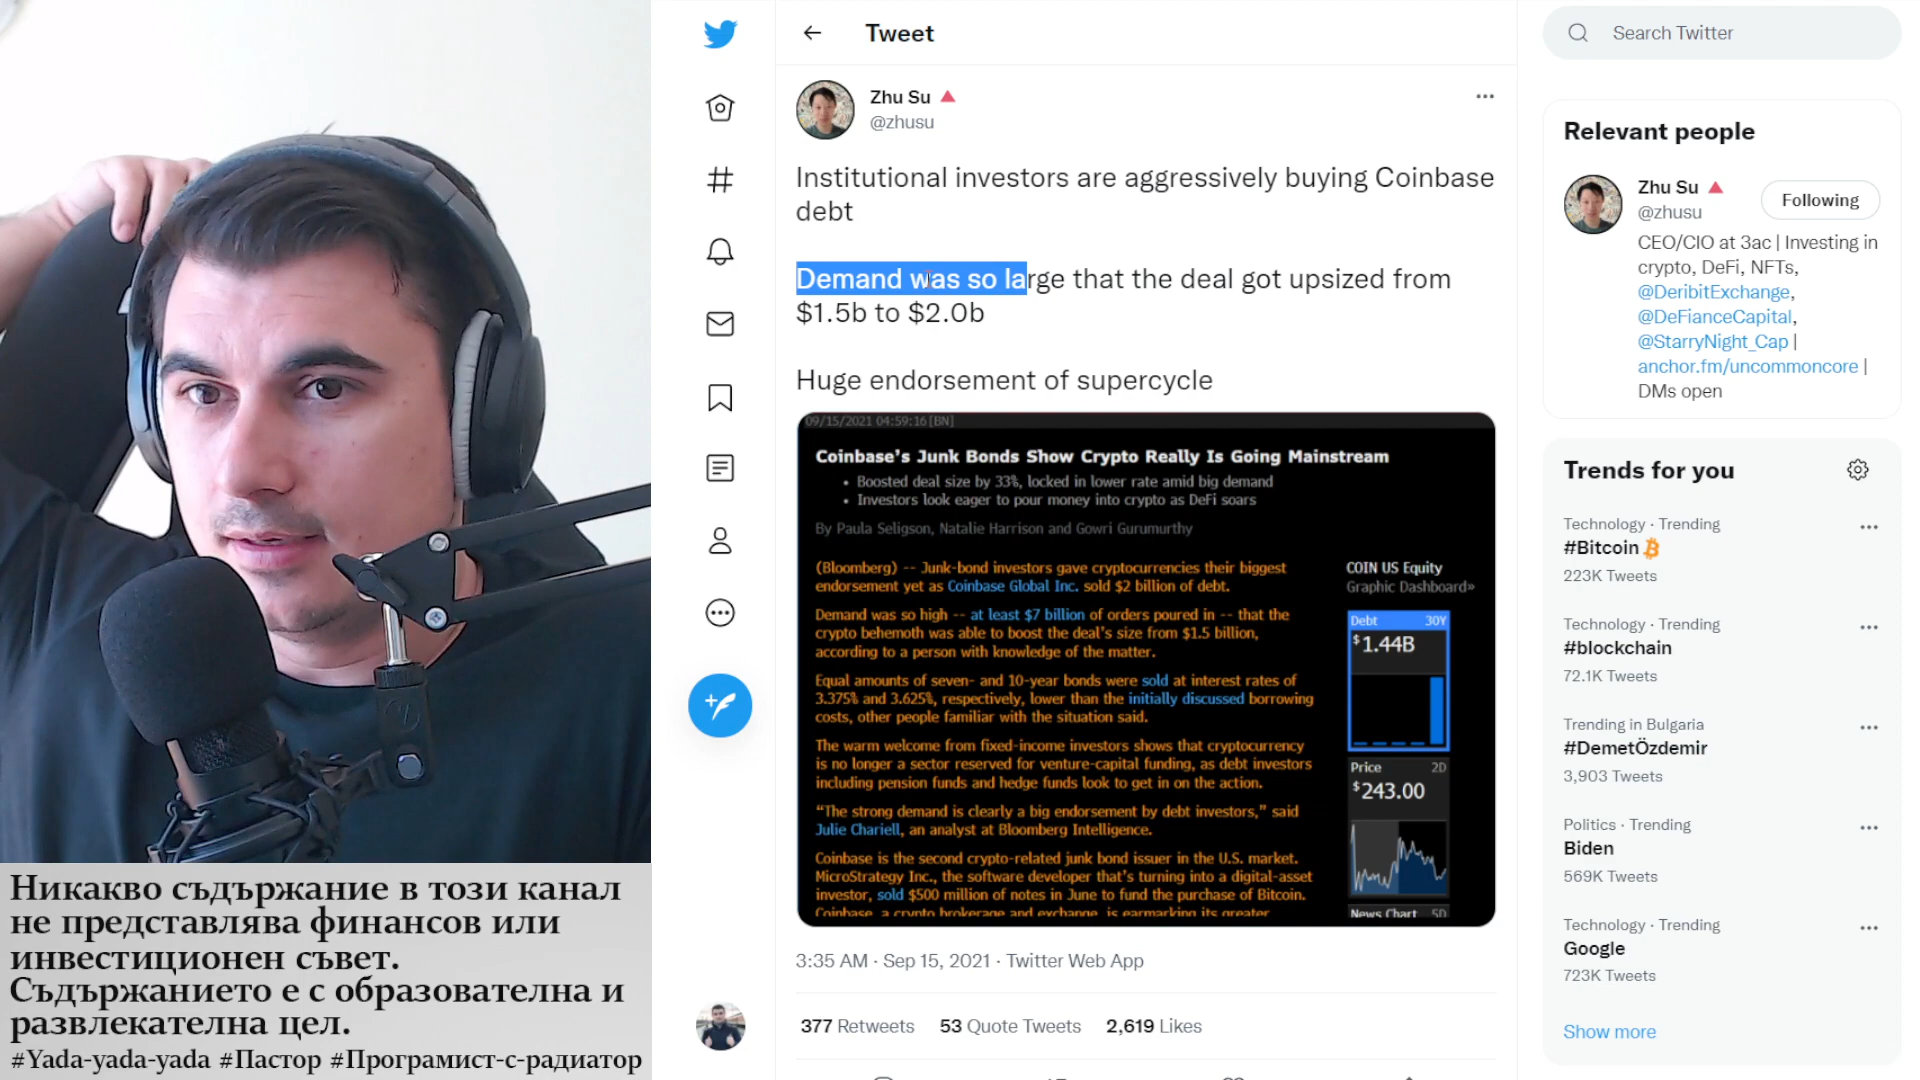 Tweet
Search Twitter
Zhu Su
@zhusu
Institutional investors are aggressively buying Coinbase
debt
Demand was so large that the deal got upsized from
$1.5b to $2.0b
Huge endorsement of supercycle
09/15/2021 04:59:16[BN]
Coinbase's Junk Bonds Show Crypto Really Is Going Mainstream
• Boosted deal size by 33%, locked in lower rate amid big demand
• Investors look eager to pour money into crypto as DeFi soars
By Paula Seligson, Natalie Harrison and Gowri Gurumurthy
(Bloomberg) -- Junk-bond investors gave cryptocurrencies their biggest
endorsement yet as Coinbase Global Inc. sold $2 billion of debt.
Demand was so high -- at least $7 billion of orders poured in -- that the
crypto behemoth was able to boost the deal's size from $1.5 billion,
according to a person with knowledge of the matter.
Equal amounts of seven- and 10-year bonds were sold at interest rates of
3.375% and 3.625%, respectively, lower than the initially discussed borrowing
costs, other people familiar with the situation said.
The warm welcome from fixed-income investors shows that cryptocurrency
is no longer a sector reserved for venture-capital funding, as debt investors
including pension funds and hedge funds look to get in on the action.
“The strong demand is clearly a big endorsement by debt investors,” said
Julie Chariell, an analyst at Bloomberg Intelligence.
Coinbase is the second crypto-related junk bond issuer in the U.S. market.
MicroStrategy Inc., the software developer that's turning into a digital-asset
investor, sold $500 million of notes in June to fund the purchase of Bitcoin.
Coinbase, a crypto brokerage and exchange, is earmarking its greater
COIN US Equity
Graphic Dashboard»
Debt 30Y
$1.44B
Price 2D
$243.00
News Chart 5D
3:35 AM · Sep 15, 2021 · Twitter Web App
377 Retweets 53 Quote Tweets 2,619 Likes
Relevant people
Zhu Su
@zhusu
Following
CEO/CIO at 3ac | Investing in
crypto, DeFi, NFTs,
@DeribitExchange,
@DeFianceCapital,
@StarryNight_Cap |
anchor.fm/uncommoncore |
DMs open
Trends for you
Technology · Trending
#Bitcoin
223K Tweets
Technology · Trending
#blockchain
72.1K Tweets
Trending in Bulgaria
#DemetÖzdemir
3,903 Tweets
Politics · Trending
Biden
569K Tweets
Technology · Trending
Google
723K Tweets
Show more
Никакво съдържание в този канал
не представлява финансов или
инвестиционен съвет.
Съдържанието е с образователна и
развлекателна цел.
#Yada-yada-yada #Пастор #Програмист-с-радиатор